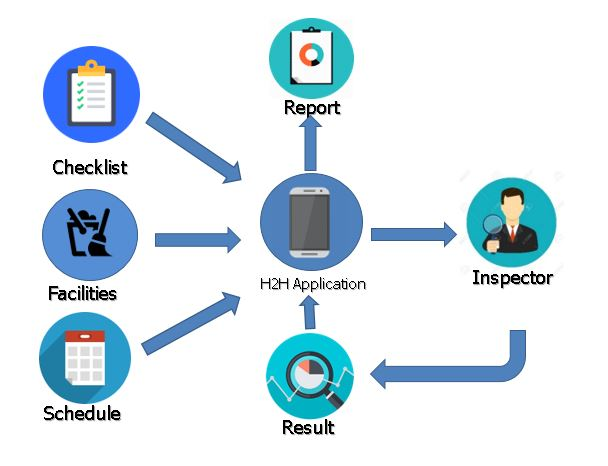 Report
Checklist
Facilities
H2H Application
Inspector
Schedule
Result